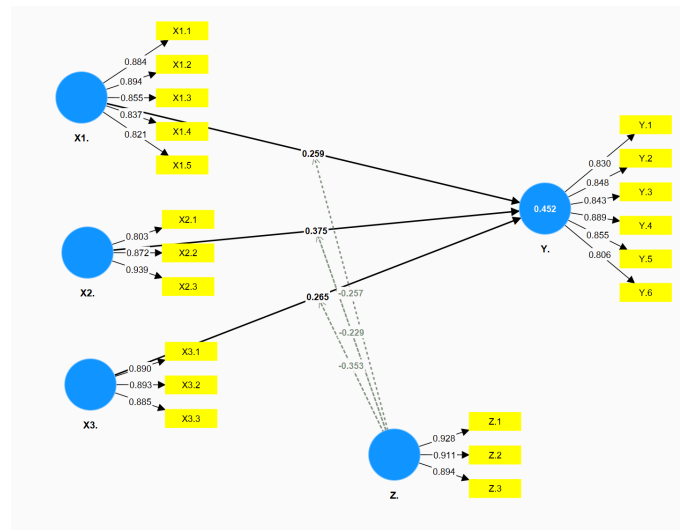 X1.1
0.884
X1.2
0.894
0.855
X1.3
0.837
X1.4
0.821
X1.5
X1.
0.259
Y.1
0.830
Y.2
0.848
0.843
Y.3
0.452
0.889
Y.4
0.855
Y.5
0.806
Y.6
Y.
X2.1
0.803
0.872
X2.2
0.939
X2.3
X2.
0.375
0.265
-0.257
-0.229
-0.353
X3.1
0.890
0.893
X3.2
0.885
X3.3
X3.
Z.1
0.928
0.911
Z.2
0.894
Z.3
Z.